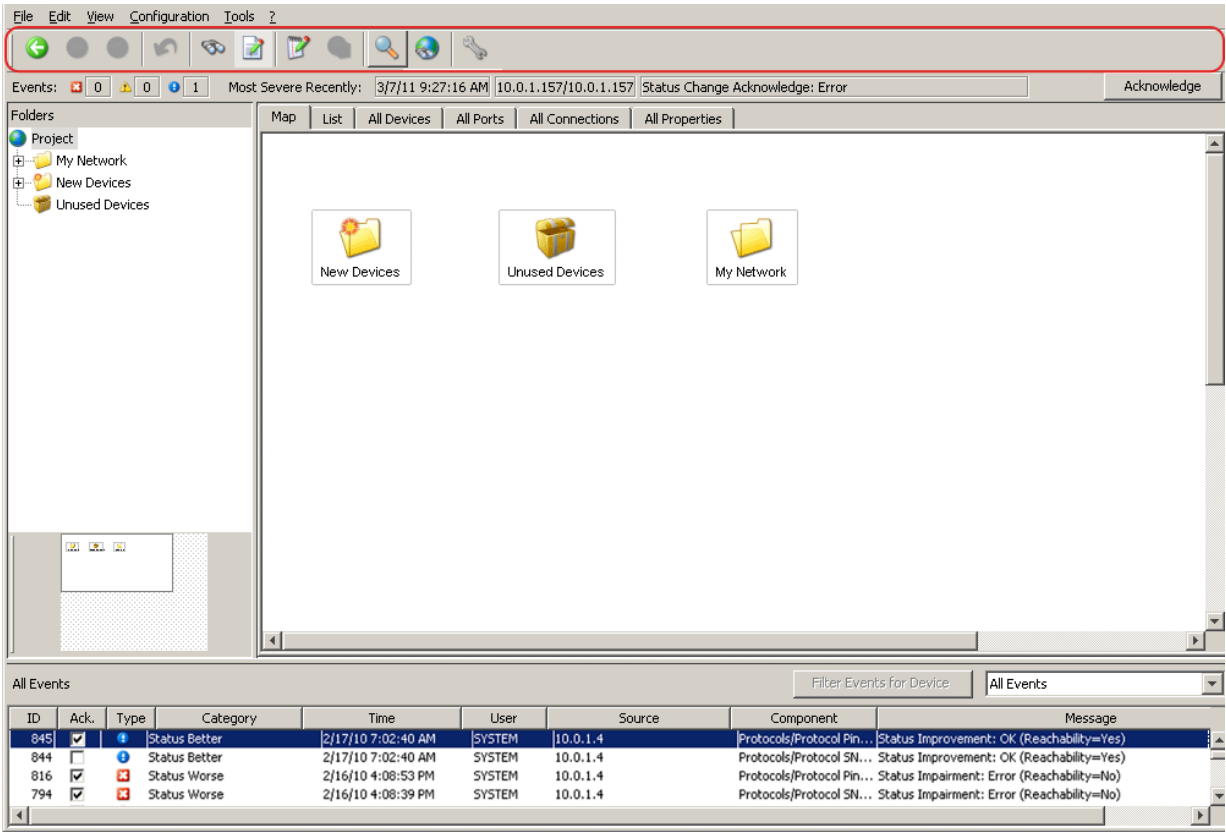 File Edit View Configuration Tools ?
Events: 0 0 1 Most Severe Recently: 3/7/11 9:27:16 AM 10.0.1.157/10.0.1.157 Status Change Acknowledge: Error Acknowledge
Folders
Project
My Network
New Devices
Unused Devices
Map List All Devices All Ports All Connections All Properties
New Devices Unused Devices My Network
All Events Filter Events for Device All Events
ID Ack. Type Category Time User Source Component Message
845 Status Better 2/17/10 7:02:40 AM SYSTEM 10.0.1.4 Protocols/Protocol Pin... Status Improvement: OK (Reachability=Yes)
844 Status Better 2/17/10 7:02:40 AM SYSTEM 10.0.1.4 Protocols/Protocol SN... Status Improvement: OK (Reachability=Yes)
816 Status Worse 2/16/10 4:08:53 PM SYSTEM 10.0.1.4 Protocols/Protocol Pin... Status Impairment: Error (Reachability=No)
794 Status Worse 2/16/10 4:08:39 PM SYSTEM 10.0.1.4 Protocols/Protocol SN... Status Impairment: Error (Reachability=No)